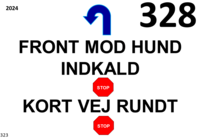 2024
328
FRONT MOD HUND
INDKALD
STOP
KORT VEJ RUNDT
STOP
323